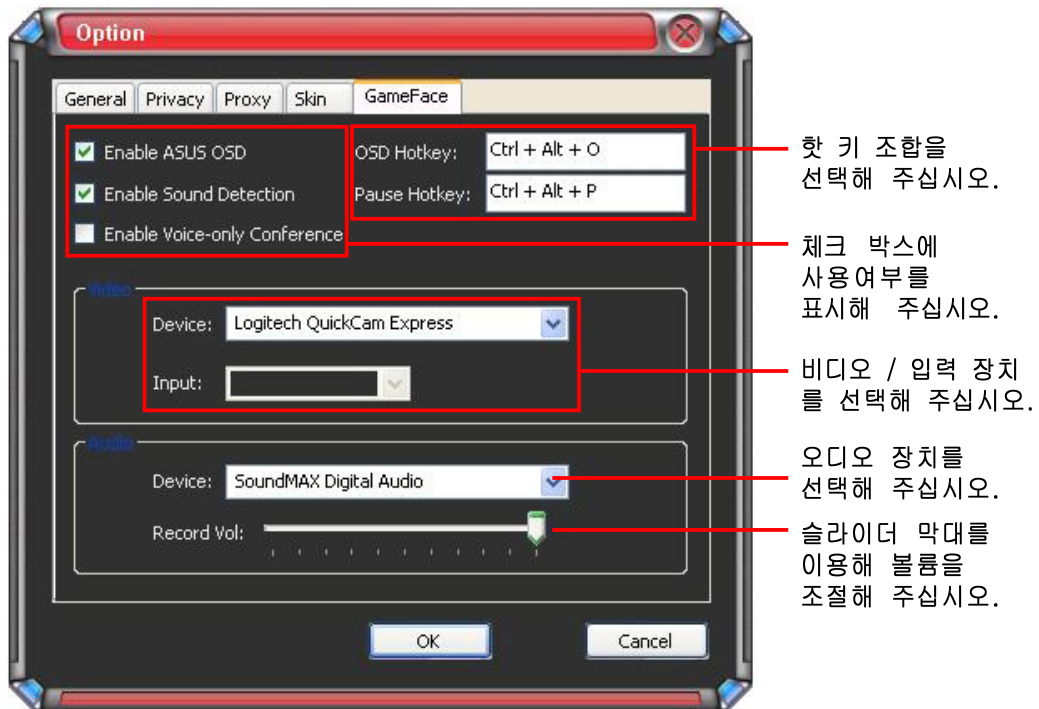 Option
General Privacy Proxy Skin GameFace
Enable ASUS OSD
Enable Sound Detection
Enable Voice-only Conference
OSD Hotkey: Ctrl + Alt + O
Pause Hotkey: Ctrl + Alt + P
핫 키 조합을
선택해 주십시오.
체크 박스에
사용여부를
표시해 주십시오.
Video
Device: Logitech QuickCam Express
Input:
비디오 / 입력 장치
를 선택해 주십시오.
Audio
Device: SoundMAX Digital Audio
Record Vol:
오디오 장치를
선택해 주십시오.
슬라이더 막대를
이용해 볼륨을
조절해 주십시오.
OK Cancel